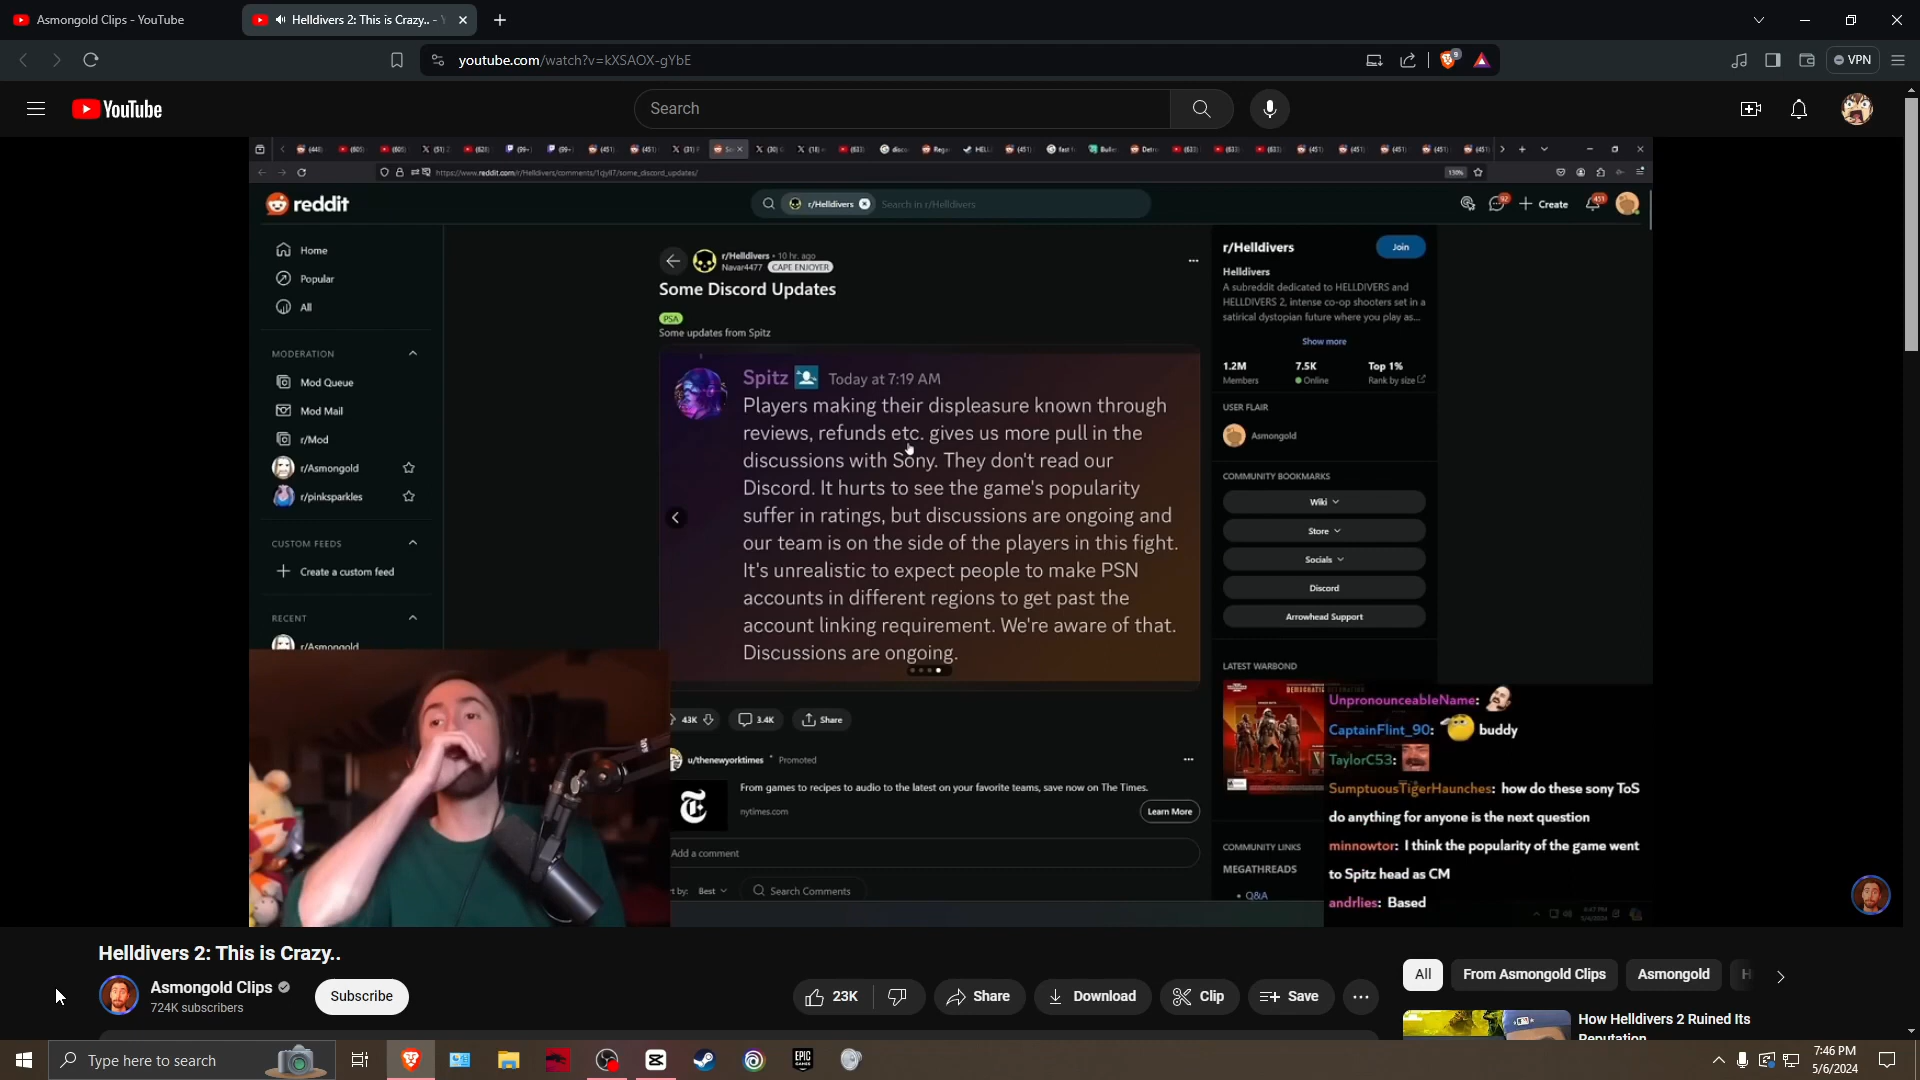 Asmongold Clips - YouTube
Helldivers 2: This is Crazy.. -
youtube.com/watch?v=kXSAOX-gYbE
VPN
YouTube
Search
https://www.reddit.com/r/Helldivers/comments/1cjyll7/some_discord_updates/
130%
reddit
r/Helldivers
Search in r/Helldivers
Create
Home
Popular
All
MODERATION
Mod Queue
Mod Mail
r/Mod
r/Asmongold
r/pinksparkles
CUSTOM FEEDS
Create a custom feed
RECENT
r/Asmongold
r/Helldivers • 10 hr. ago
Navar4477 CAPE ENJOYER
Some Discord Updates
PSA
Some updates from Spitz
Spitz Today at 7:19 AM
Players making their displeasure known through
reviews, refunds etc. gives us more pull in the
discussions with Sony. They don't read our
Discord. It hurts to see the game's popularity
suffer in ratings, but discussions are ongoing and
our team is on the side of the players in this fight.
It's unrealistic to expect people to make PSN
accounts in different regions to get past the
account linking requirement. We're aware of that.
Discussions are ongoing.
43K
3.4K
Share
u/thenewyorktimes • Promoted
From games to recipes to audio to the latest on your favorite teams, save now on The Times.
nytimes.com
Learn More
Add a comment
Best
Search Comments
r/Helldivers
Join
Helldivers
A subreddit dedicated to HELLDIVERS and
HELLDIVERS 2, intense co-op shooters set in a
satirical dystopian future where you play as...
Show more
1.2M 7.5K Top 1%
Members Online Rank by size
USER FLAIR
Asmongold
COMMUNITY BOOKMARKS
Wiki
Store
Socials
Discord
Arrowhead Support
LATEST WARBOND
COMMUNITY LINKS
MEGATHREADS
• Q&A
UnpronounceableName:
CaptainFlint_90: buddy
TaylorC53:
SumptuousTigerHaunches: how do these sony ToS
do anything for anyone is the next question
minnowtor: I think the popularity of the game went
to Spitz head as CM
andrlies: Based
Helldivers 2: This is Crazy..
Asmongold Clips
724K subscribers
Subscribe
23K
Share
Download
Clip
Save
All
From Asmongold Clips
Asmongold
How Helldivers 2 Ruined Its
Reputation
Type here to search
EPIC
7:46 PM
5/6/2024